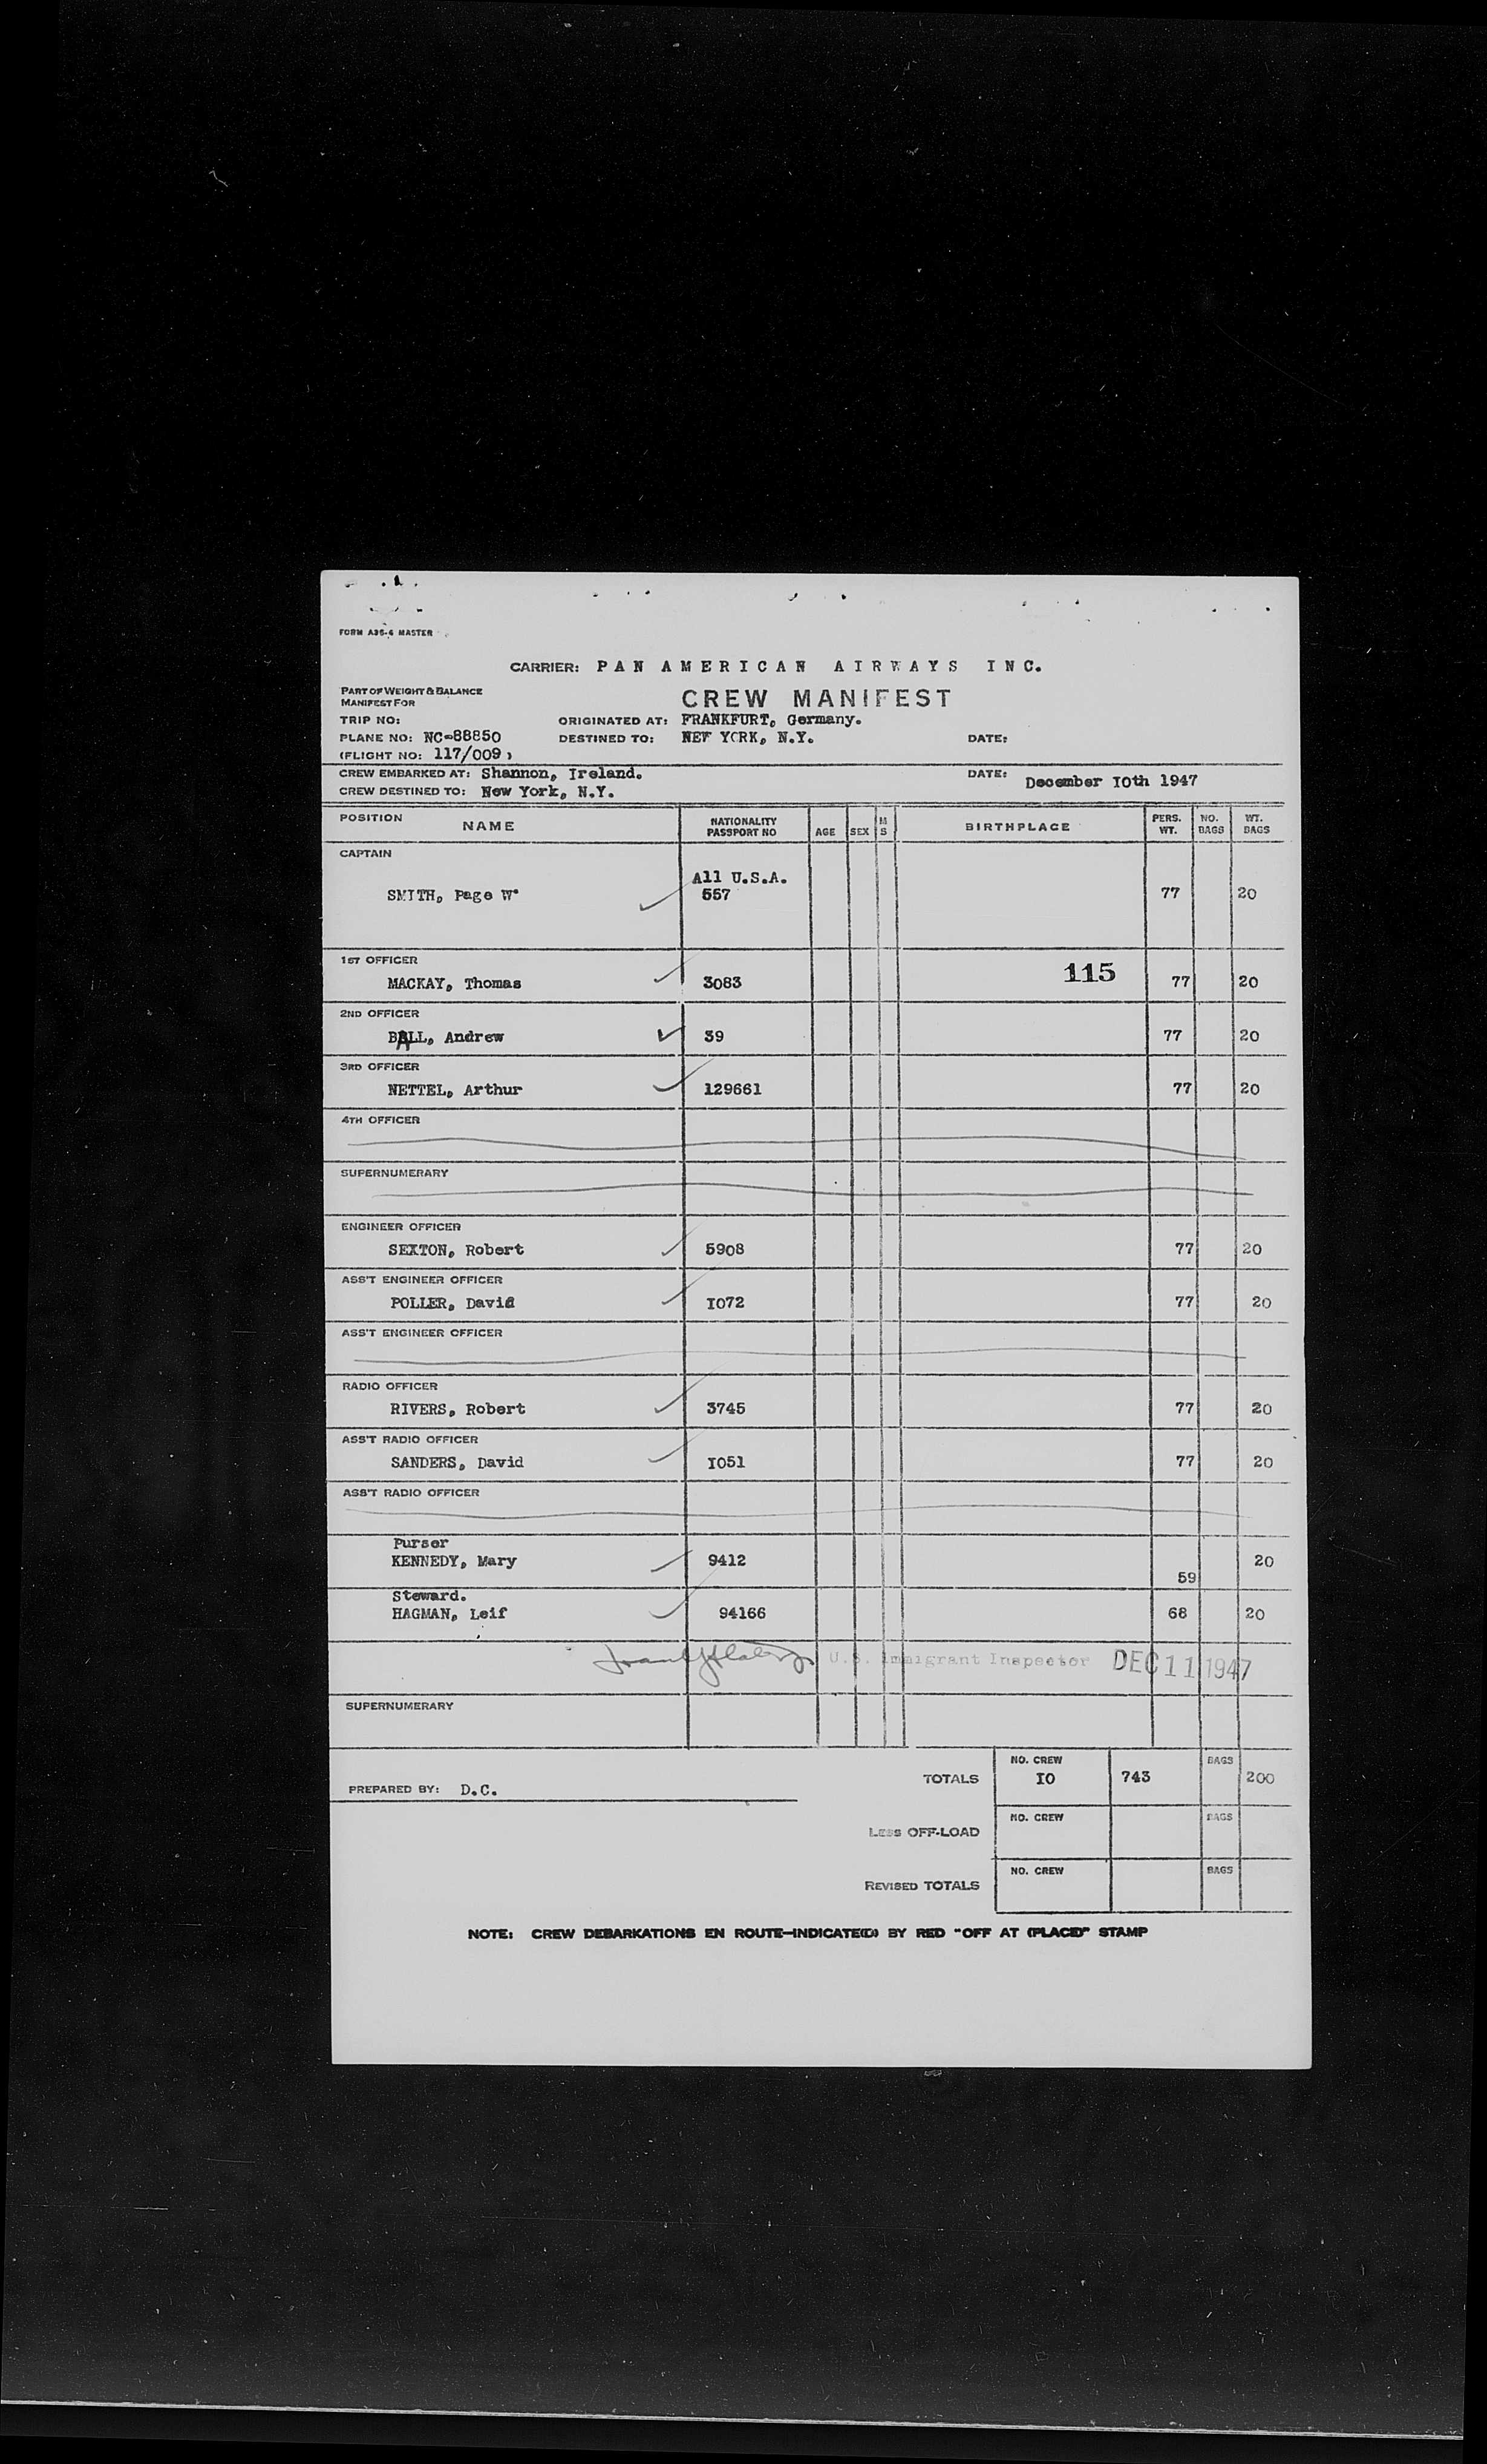 FORM A35-4 MASTER
CARRIER: PAN AMERICAN AIRWAYS INC.
PART OF WEIGHT & BALANCE
MANIFEST FOR
CREW MANIFEST
TRIP NO: ORIGINATED AT: FRANKFURT, Germany.
PLANE NO: NC-88850 DESTINED TO: NEW YORK, N.Y. DATE:
(FLIGHT NO: 117/009)
CREW EMBARKED AT: Shannon, Ireland. DATE: December I0th 1947
CREW DESTINED TO: New York, N.Y.
POSITION NAME NATIONALITY PASSPORT NO AGE SEX M S BIRTHPLACE PERS. WT. NO. BAGS WT. BAGS
CAPTAIN
All U.S.A.
SMITH, Page W. 557 77 20
1ST OFFICER
115
MACKAY, Thomas 3083 77 20
2ND OFFICER
BALL, Andrew 39 77 20
3RD OFFICER
NETTEL, Arthur 129661 77 20
4TH OFFICER
SUPERNUMERARY
ENGINEER OFFICER
SEXTON, Robert 5908 77 20
ASS'T ENGINEER OFFICER
POLLER, David I072 77 20
ASS'T ENGINEER OFFICER
RADIO OFFICER
RIVERS, Robert 3745 77 20
ASS'T RADIO OFFICER
SANDERS, David I051 77 20
ASS'T RADIO OFFICER
Purser
KENNEDY, Mary 9412 59 20
Steward.
HAGMAN, Leif 94166 68 20
U.S. Immigrant Inspector DEC 11 1947
SUPERNUMERARY
NO. CREW BAGS
PREPARED BY: D.C. TOTALS I0 743 200
NO. CREW BAGS
LESS OFF-LOAD
NO. CREW BAGS
REVISED TOTALS
NOTE: CREW DEBARKATIONS EN ROUTE-INDICATE(D) BY RED "OFF AT (PLACE)" STAMP